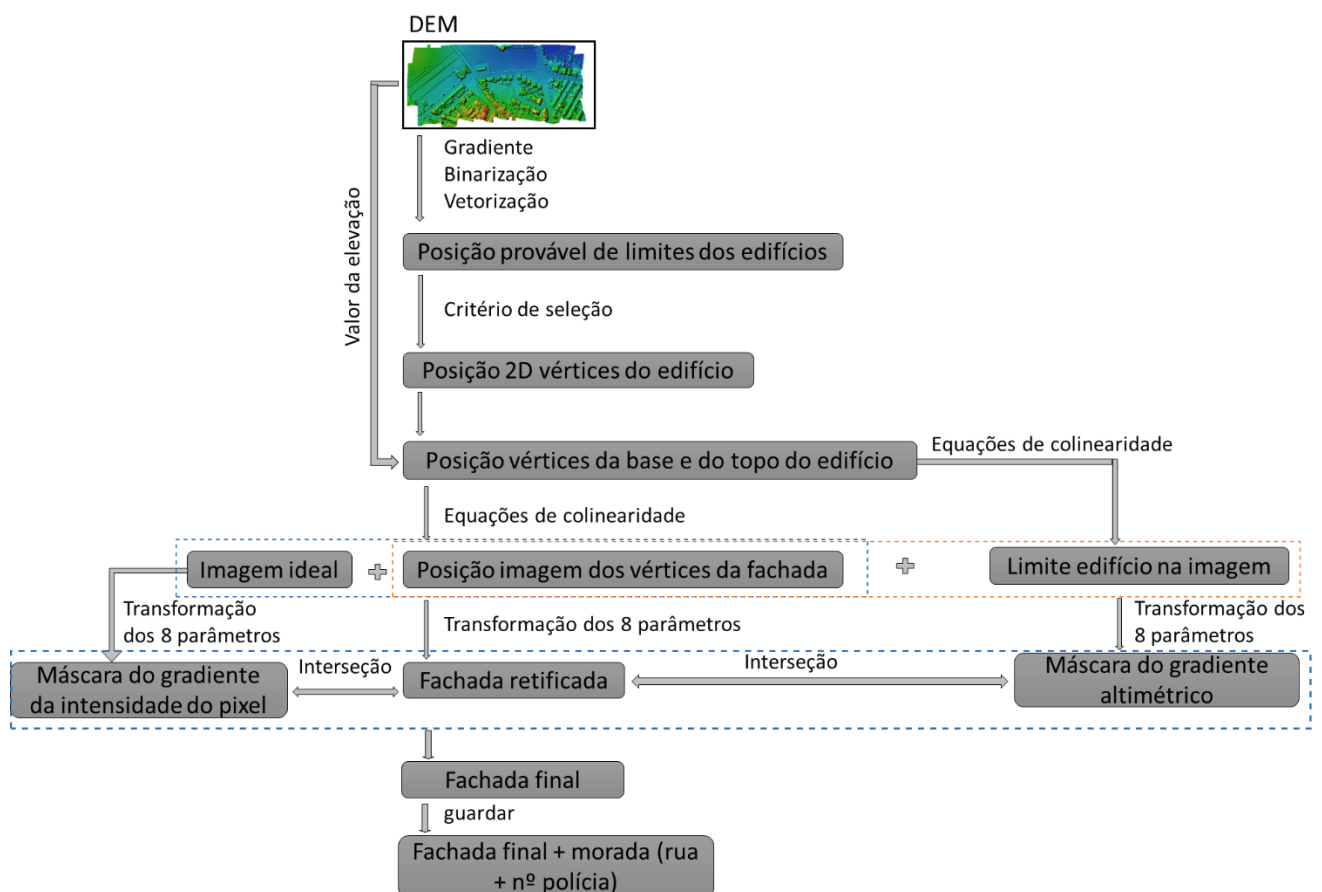 DEM
Gradiente
Binarização
Vetorização
Valor da elevação
Posição provável de limites dos edifícios
Critério de seleção
Posição 2D vértices do edifício
Posição vértices da base e do topo do edifício
Equações de colinearidade
Equações de colinearidade
Imagem ideal
Posição imagem dos vértices da fachada
Limite edifício na imagem
Transformação
dos 8 parâmetros
Transformação dos 8 parâmetros
Transformação dos
8 parâmetros
Máscara do gradiente
da intensidade do pixel
Interseção
Fachada retificada
Interseção
Máscara do gradiente
altimétrico
Fachada final
guardar
Fachada final + morada (rua
+ nº polícia)